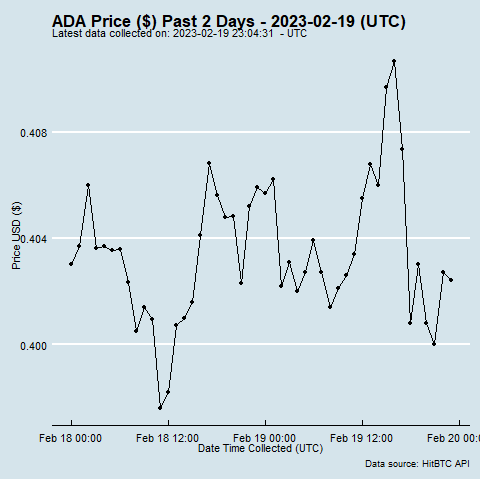 ADA Price ($) Past 2 Days - 2023-02-19 (UTC)
Latest data collected on: 2023-02-19 23:04:31 - UTC
0.408
0.404
0.400
Price USD ($)
Feb 18 00:00 Feb 18 12:00 Feb 19 00:00 Feb 19 12:00 Feb 20 00:0
Date Time Collected (UTC)
Data source: HitBTC API